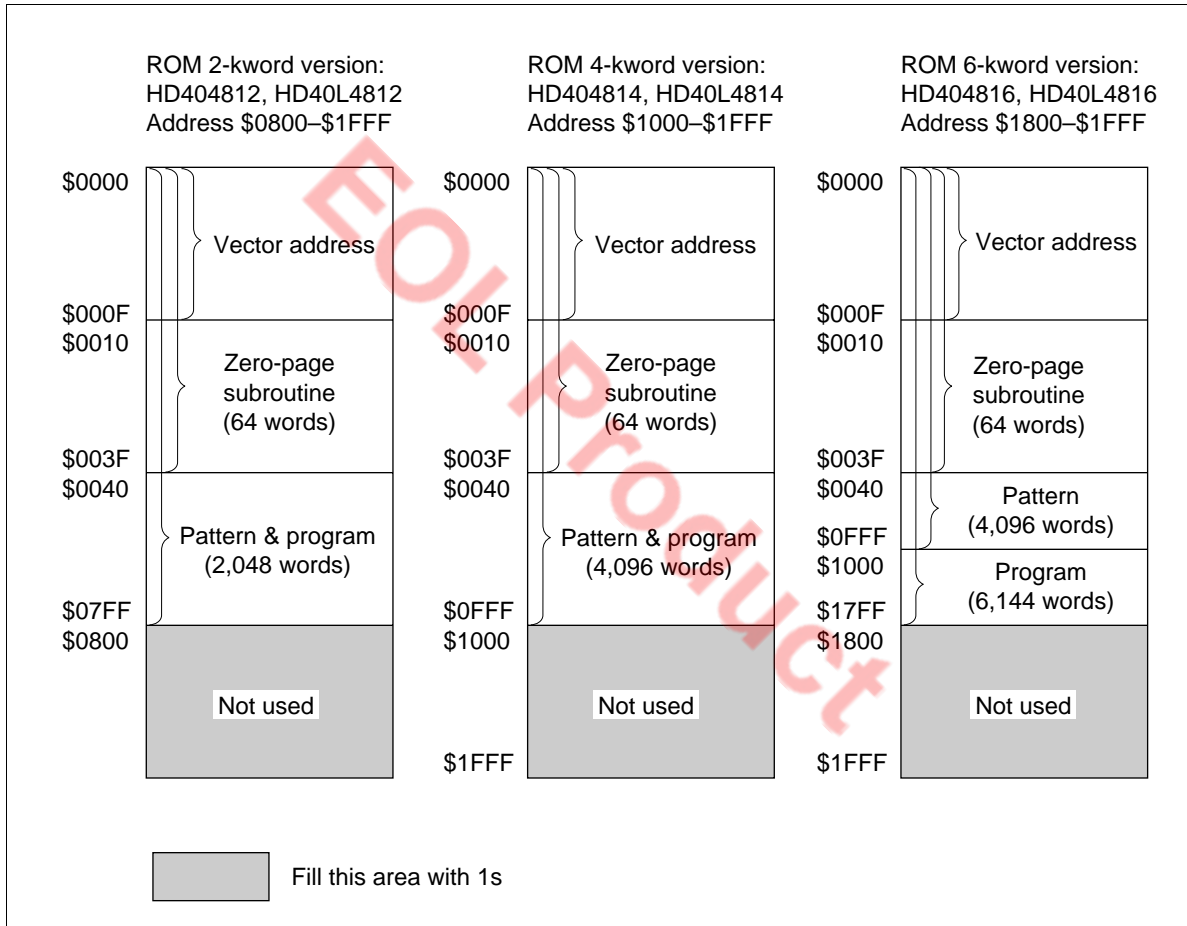 ROM 2-kword version:
HD404812, HD40L4812
Address $0800–$1FFF
$0000
Vector address
$000F
$0010
Zero-page
subroutine
(64 words)
$003F
$0040
Pattern & program
(2,048 words)
$07FF
$0800
Not used
ROM 4-kword version:
HD404814, HD40L4814
Address $1000–$1FFF
$0000
Vector address
$000F
$0010
Zero-page
subroutine
(64 words)
$003F
$0040
Pattern & program
(4,096 words)
$0FFF
$1000
Not used
$1FFF
ROM 6-kword version:
HD404816, HD40L4816
Address $1800–$1FFF
$0000
Vector address
$000F
$0010
Zero-page
subroutine
(64 words)
$003F
$0040
Pattern
(4,096 words)
$0FFF
$1000
Program
(6,144 words)
$17FF
$1800
Not used
$1FFF
Fill this area with 1s
EOL Product